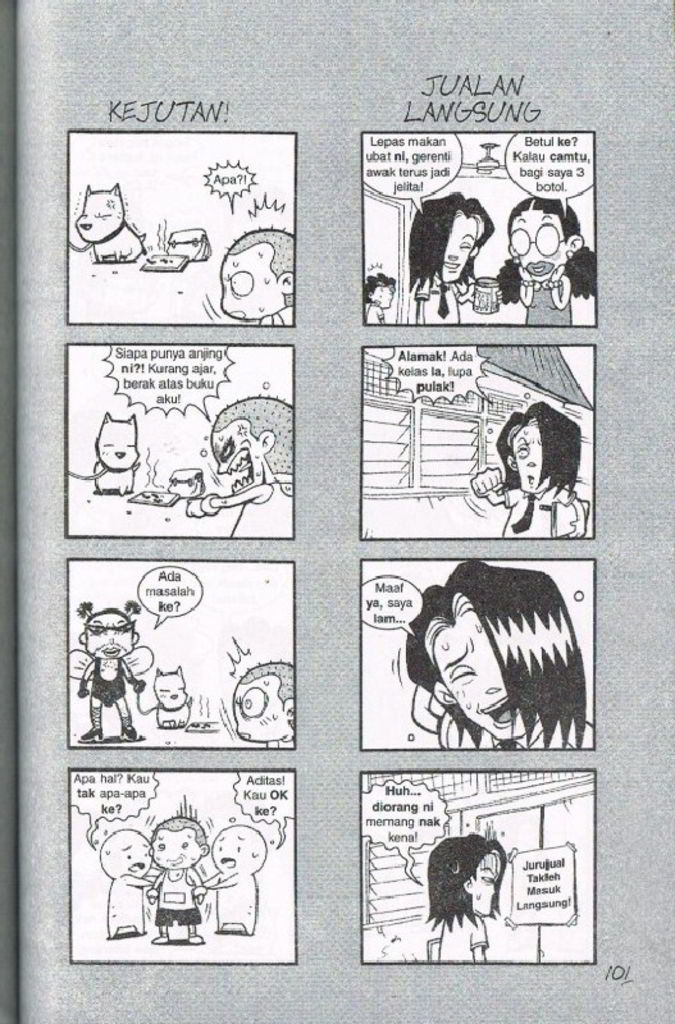 KEJUTAN!
Apa?!
Siapa punya anjing
ni?! Kurang ajar,
berak atas buku
aku!
Ada
masalah
ke?
Apa hal? Kau
tak apa-apa
ke?
Aditas!
Kau OK
ke?
JUALAN
LANGSUNG
Lepas makan
ubat ni, gerenti
awak terus jadi
jelita!
Betul ke?
Kalau camtu,
bagi saya 3
botol.
Alamak! Ada
kelas la, lupa
pulak!
Maaf
ya, saya
lam...
Huh...
diorang ni
memang nak
kena!
Jurujual
Takleh
Masuk
Langsung!
101